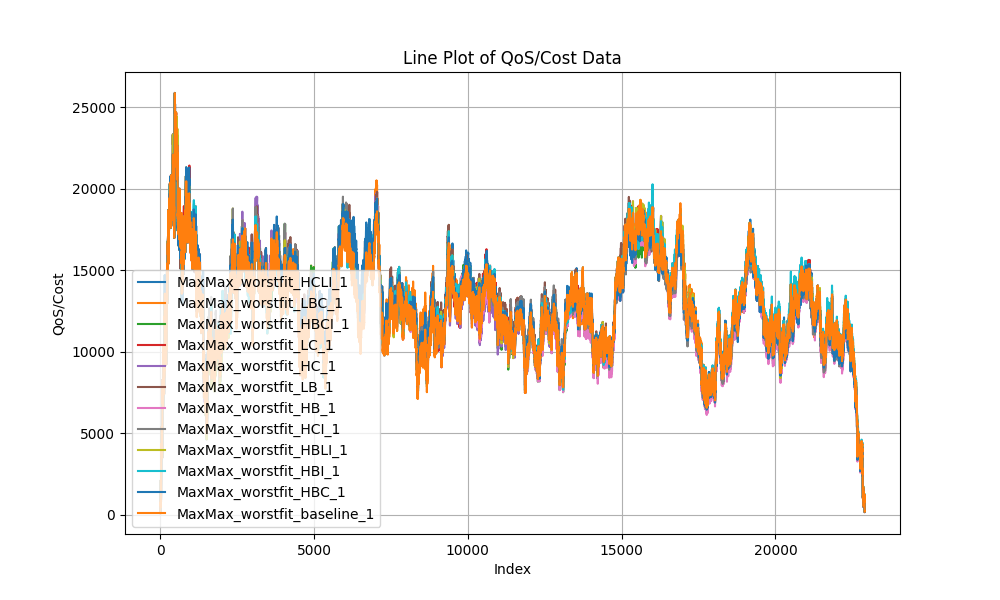 Line Plot of QoS/Cost Data
QoS/Cost
25000
20000
15000
10000
5000
0
MaxMax_worstfit_HCLI_1
MaxMax_worstfit_LBC_1
MaxMax_worstfit_HBCI_1
MaxMax_worstfit_LC_1
MaxMax_worstfit_HC_1
MaxMax_worstfit_LB_1
MaxMax_worstfit_HB_1
MaxMax_worstfit_HCI_1
MaxMax_worstfit_HBLI_1
MaxMax_worstfit_HBI_1
MaxMax_worstfit_HBC_1
MaxMax_worstfit_baseline_1
0 5000 10000 15000 20000
Index